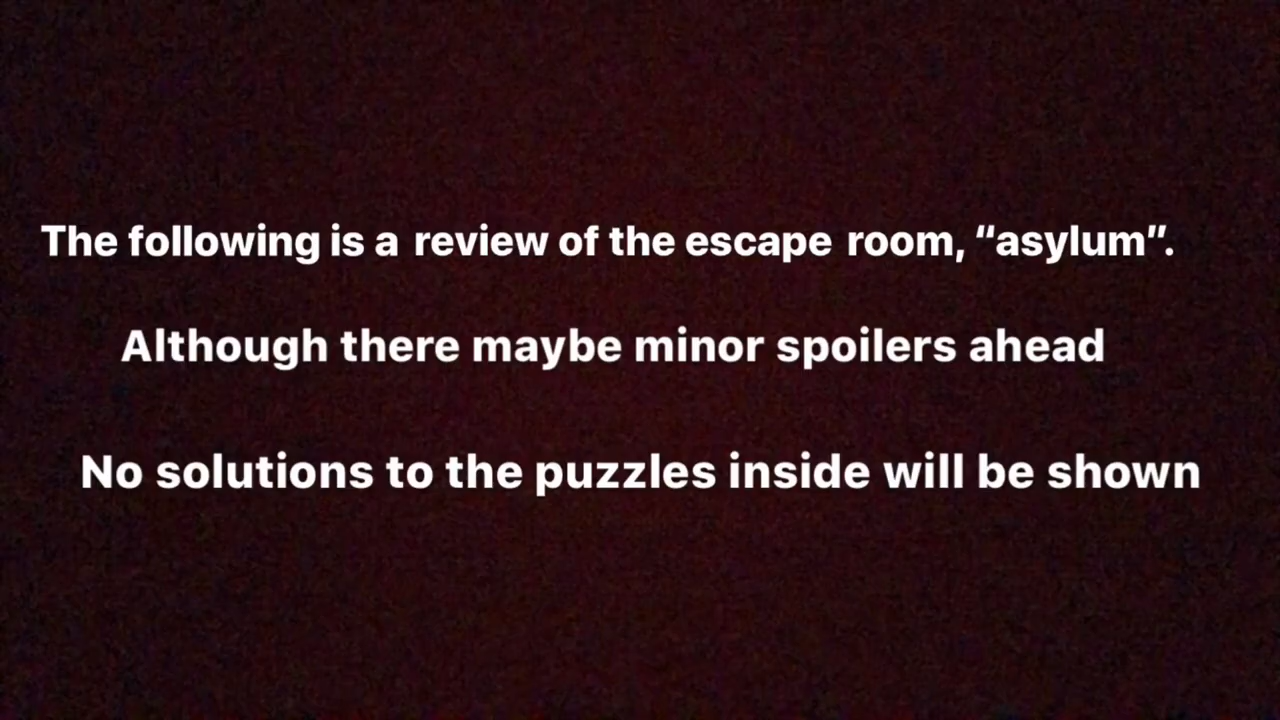 The following is a review of the escape room, “asylum”.
Although there maybe minor spoilers ahead
No solutions to the puzzles inside will be shown